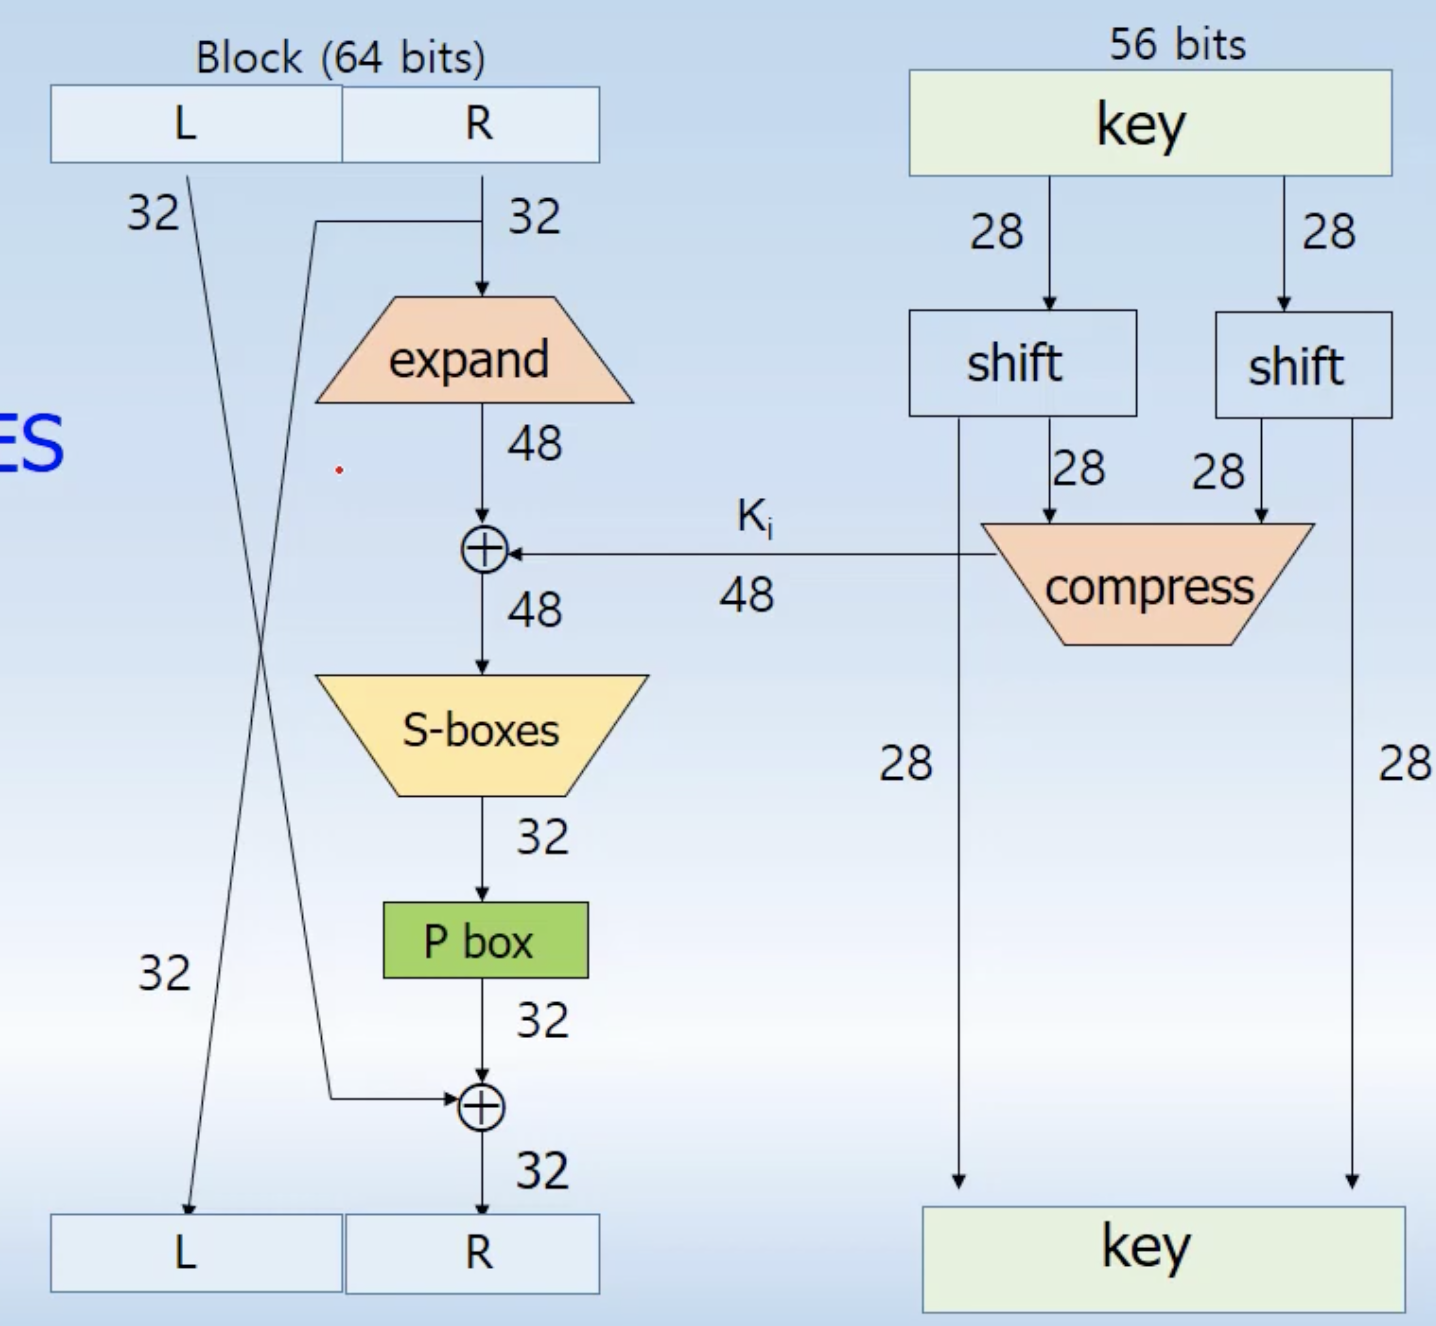 Block (64 bits)
56 bits
L
R
key
32
32
28
28
expand
shift
shift
ES
48
28
28
Kᵢ
48
48
compress
S-boxes
28
28
32
P box
32
32
32
L
R
key